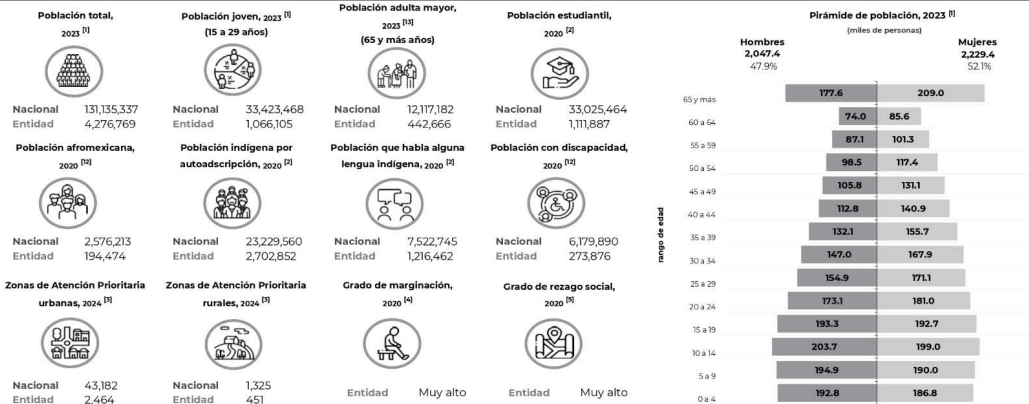 Población total,
2023 [1]
Nacional 131,135,337
Entidad 4,276,769
Población joven, 2023 [1]
(15 a 29 años)
Nacional 33,423,468
Entidad 1,066,105
Población adulta mayor,
2023 [13]
(65 y más años)
Nacional 12,117,182
Entidad 442,666
Población estudiantil,
2020 [2]
Nacional 33,025,464
Entidad 1,111,887
Población afromexicana,
2020 [12]
Nacional 2,576,213
Entidad 194,474
Población indígena por
autoadscripción, 2020 [2]
Nacional 23,229,560
Entidad 2,702,852
Población que habla alguna
lengua indígena, 2020 [2]
Nacional 7,522,745
Entidad 1,216,462
Población con discapacidad,
2020 [12]
Nacional 6,179,890
Entidad 273,876
Zonas de Atención Prioritaria
urbanas, 2024 [3]
Nacional 43,182
Entidad 2,464
Zonas de Atención Prioritaria
rurales, 2024 [3]
Nacional 1,325
Entidad 451
Grado de marginación,
2020 [4]
Entidad Muy alto
Grado de rezago social,
2020 [5]
Entidad Muy alto
Pirámide de población, 2023 [1]
(miles de personas)
Hombres
2,047.4
47.9%
Mujeres
2,229.4
52.1%
rango de edad
65 y más 177.6 209.0
60 a 64 74.0 85.6
55 a 59 87.1 101.3
50 a 54 98.5 117.4
45 a 49 105.8 131.1
40 a 44 112.8 140.9
35 a 39 132.1 155.7
30 a 34 147.0 167.9
25 a 29 154.9 171.1
20 a 24 173.1 181.0
15 a 19 193.3 192.7
10 a 14 203.7 199.0
5 a 9 194.9 190.0
0 a 4 192.8 186.8